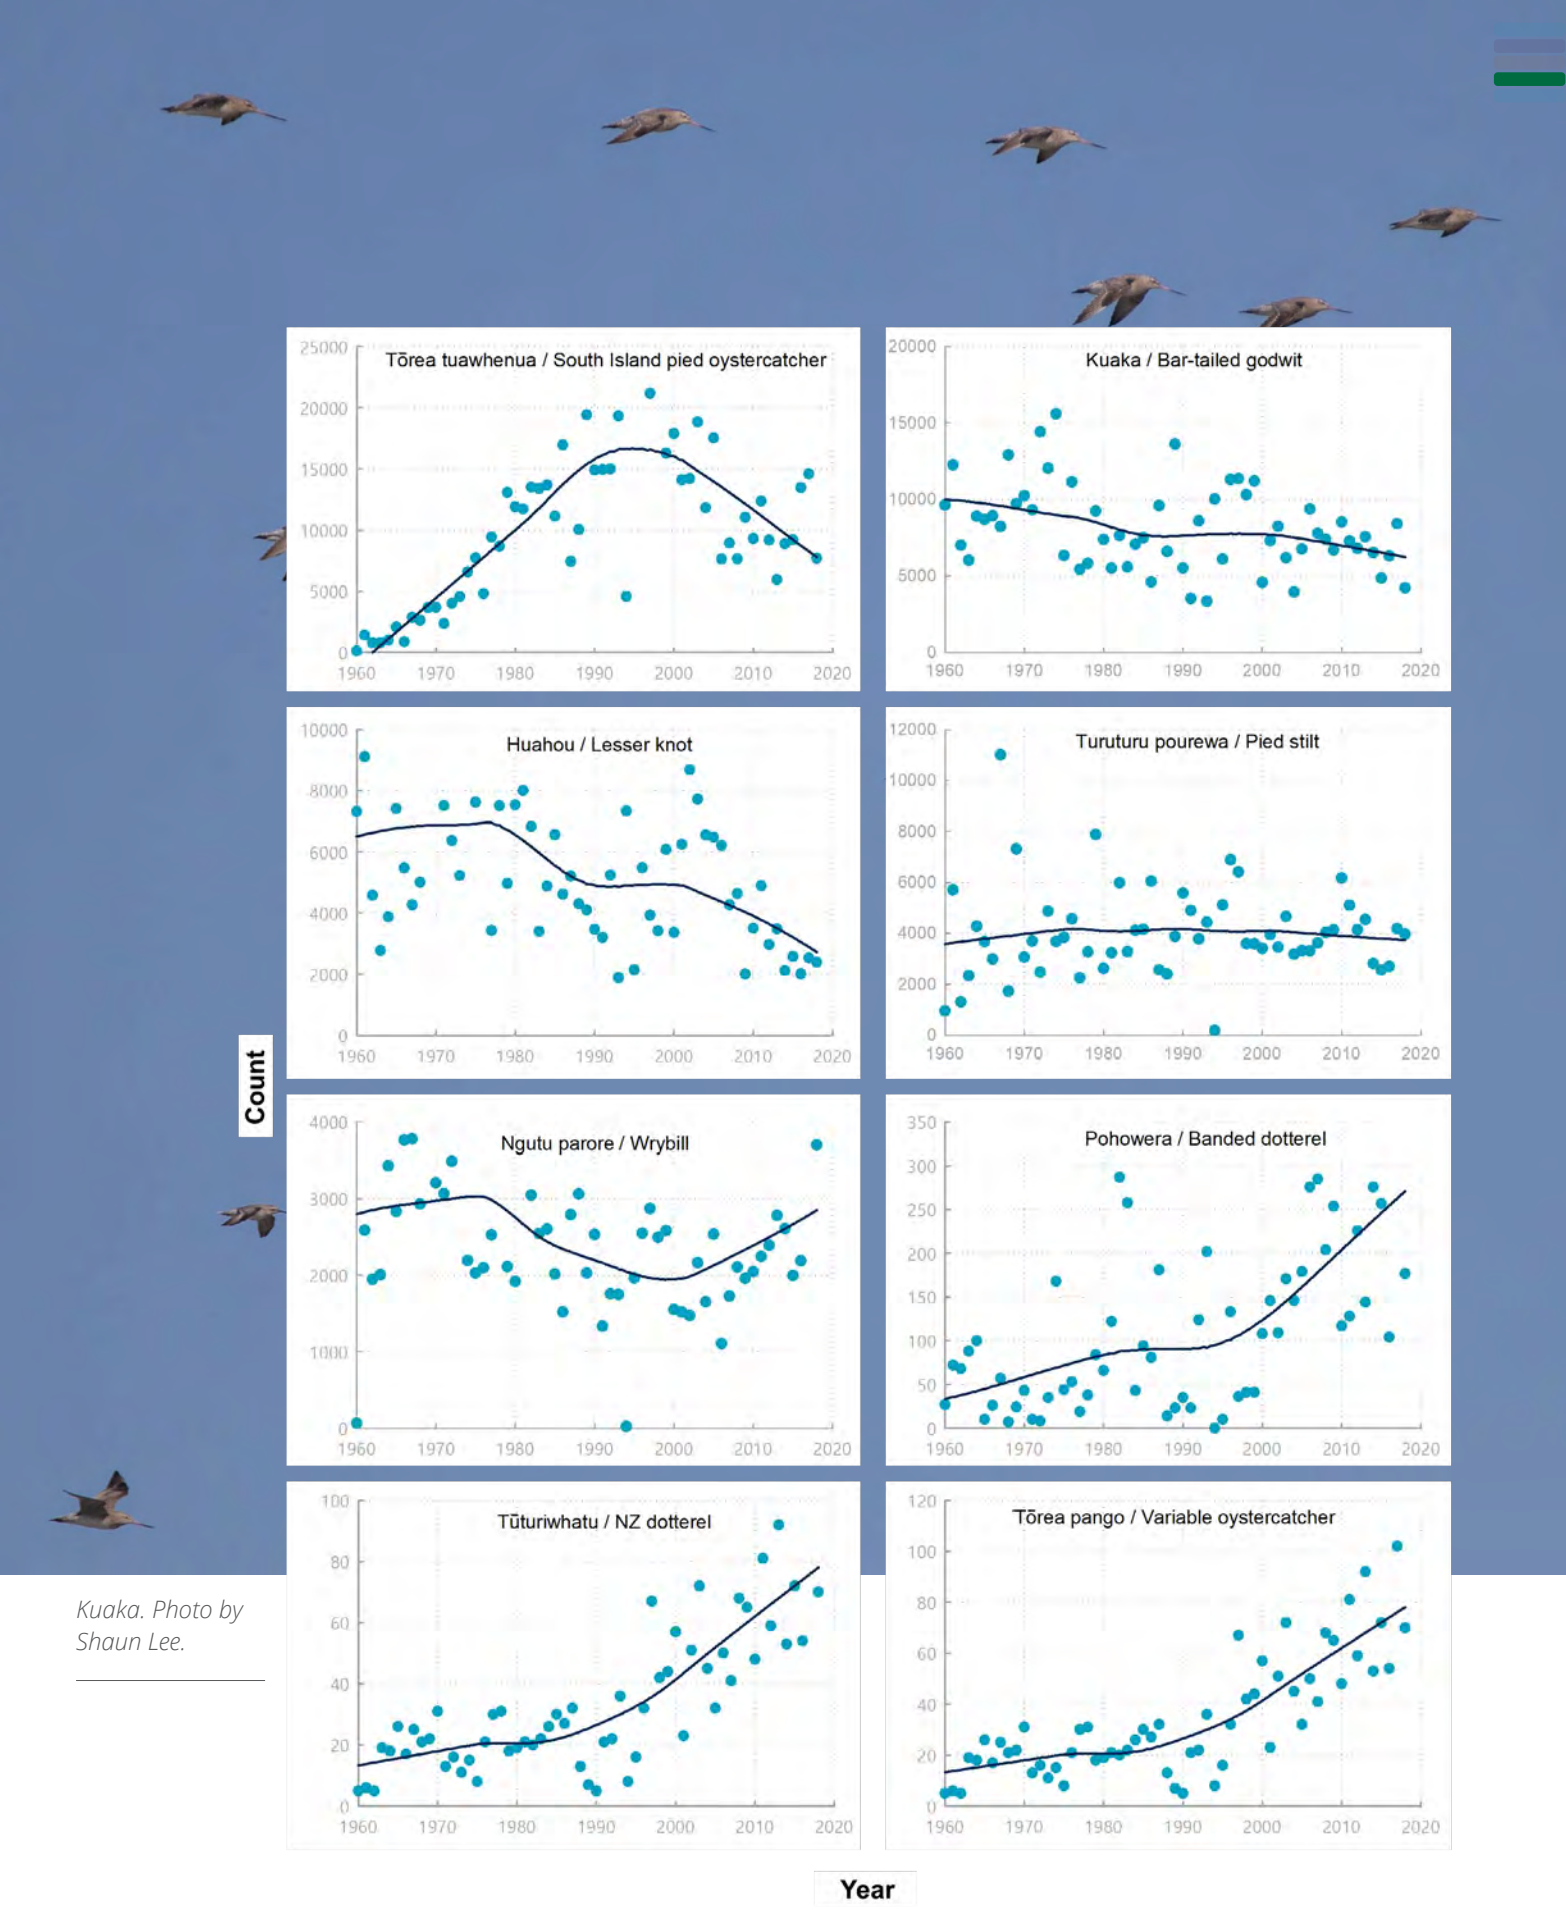 25000
Tōrea tuawhenua / South Island pied oystercatcher
20000
15000
10000
5000
0
1960 1970 1980 1990 2000 2010 2020
20000
Kuaka / Bar-tailed godwit
15000
10000
5000
0
1960 1970 1980 1990 2000 2010 2020
10000
Huahou / Lesser knot
8000
6000
4000
2000
0
1960 1970 1980 1990 2000 2010 2020
12000
Turuturu pourewa / Pied stilt
10000
8000
6000
4000
2000
0
1960 1970 1980 1990 2000 2010 2020
Count
4000
Ngutu parore / Wrybill
3000
2000
1000
0
1960 1970 1980 1990 2000 2010 2020
350
Pohowera / Banded dotterel
300
250
200
150
100
50
0
1960 1970 1980 1990 2000 2010 2020
100
Tūturiwhatu / NZ dotterel
80
60
40
20
0
1960 1970 1980 1990 2000 2010 2020
120
Tōrea pango / Variable oystercatcher
100
80
60
40
20
0
1960 1970 1980 1990 2000 2010 2020
Year
Kuaka. Photo by
Shaun Lee.